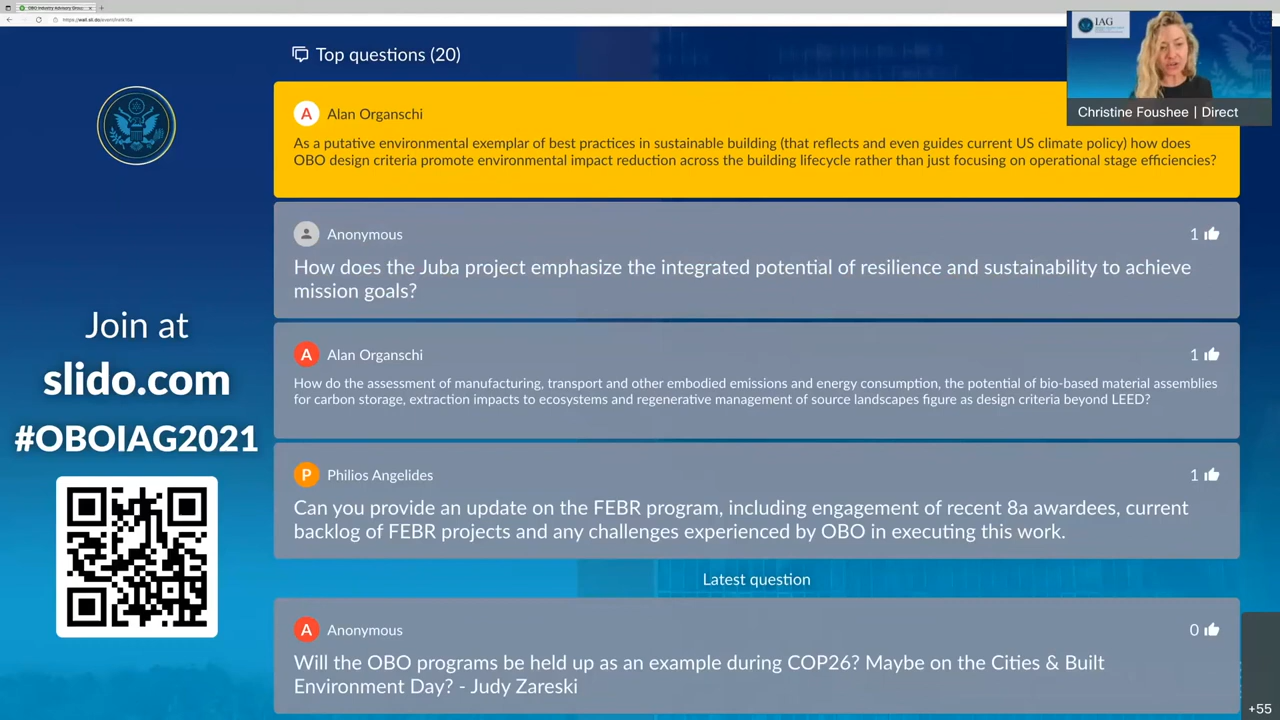 OBO Industry Advisory Group
Top questions (20)
IAG
Christine Foushee | Direct
A
Alan Organschi
As a putative environmental exemplar of best practices in sustainable building (that reflects and even guides current US climate policy) how does
OBO design criteria promote environmental impact reduction across the building lifecycle rather than just focusing on operational stage efficiencies?
Anonymous
1
How does the Juba project emphasize the integrated potential of resilience and sustainability to achieve
mission goals?
A
Alan Organschi
1
How do the assessment of manufacturing, transport and other embodied emissions and energy consumption, the potential of bio-based material assemblies
for carbon storage, extraction impacts to ecosystems and regenerative management of source landscapes figure as design criteria beyond LEED?
P
Philios Angelides
1
Can you provide an update on the FEBR program, including engagement of recent 8a awardees, current
backlog of FEBR projects and any challenges experienced by OBO in executing this work.
Latest question
A
Anonymous
0
Will the OBO programs be held up as an example during COP26? Maybe on the Cities & Built
Environment Day? - Judy Zareski
Join at
slido.com
#OBOIAG2021
+55